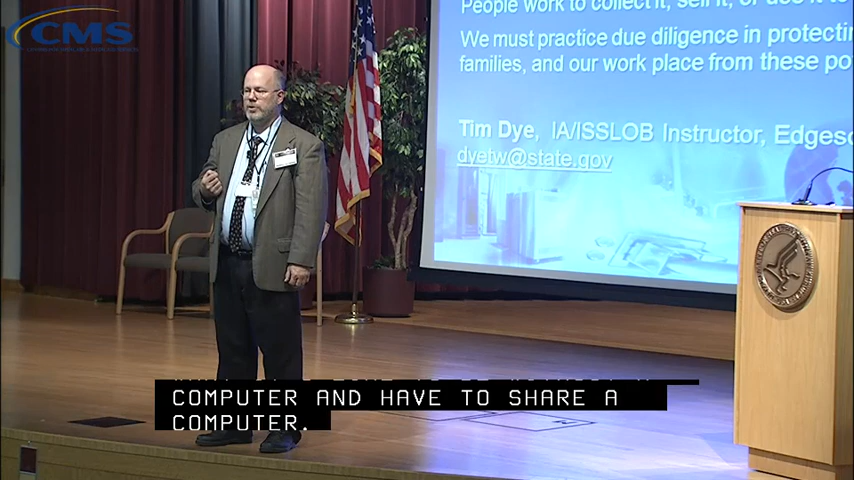 CMS
People work to collect it, sell it, or use it to
We must practice due diligence in protectin
families, and our work place from these po
Tim Dye, IA/ISSLOB Instructor, Edges
dyetw@state.gov
COMPUTER AND HAVE TO SHARE A
COMPUTER.